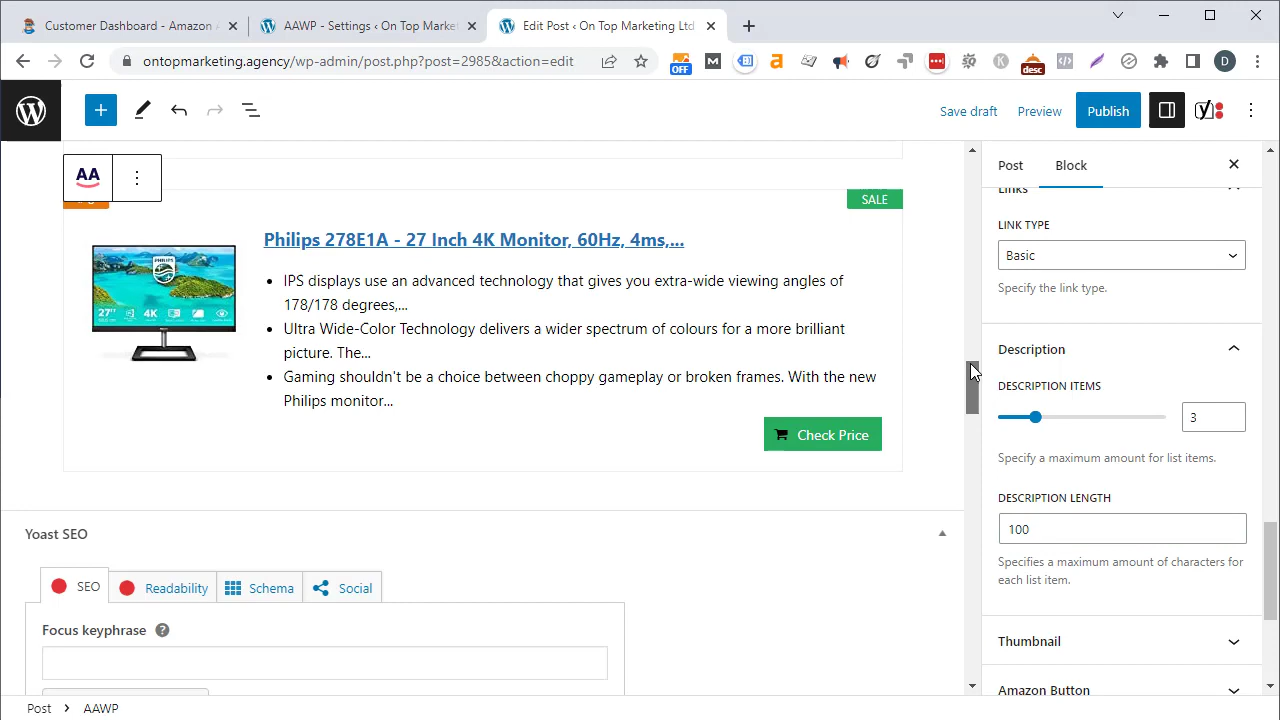 Customer Dashboard - Amazon A
AAWP - Settings ‹ On Top Market
Edit Post ‹ On Top Marketing Ltd
ontopmarketing.agency/wp-admin/post.php?post=2985&action=edit
OFF
M
a
desc
D
Save draft
Preview
Publish
AA
SALE
Philips 278E1A - 27 Inch 4K Monitor, 60Hz, 4ms,...
IPS displays use an advanced technology that gives you extra-wide viewing angles of
178/178 degrees,...
Ultra Wide-Color Technology delivers a wider spectrum of colours for a more brilliant
picture. The...
Gaming shouldn't be a choice between choppy gameplay or broken frames. With the new
Philips monitor...
PHILIPS
27"
4K
Check Price
Yoast SEO
SEO
Readability
Schema
Social
Focus keyphrase
Post
AAWP
Post
Block
Links
LINK TYPE
Basic
Specify the link type.
Description
DESCRIPTION ITEMS
3
Specify a maximum amount for list items.
DESCRIPTION LENGTH
100
Specifies a maximum amount of characters for
each list item.
Thumbnail
Amazon Button